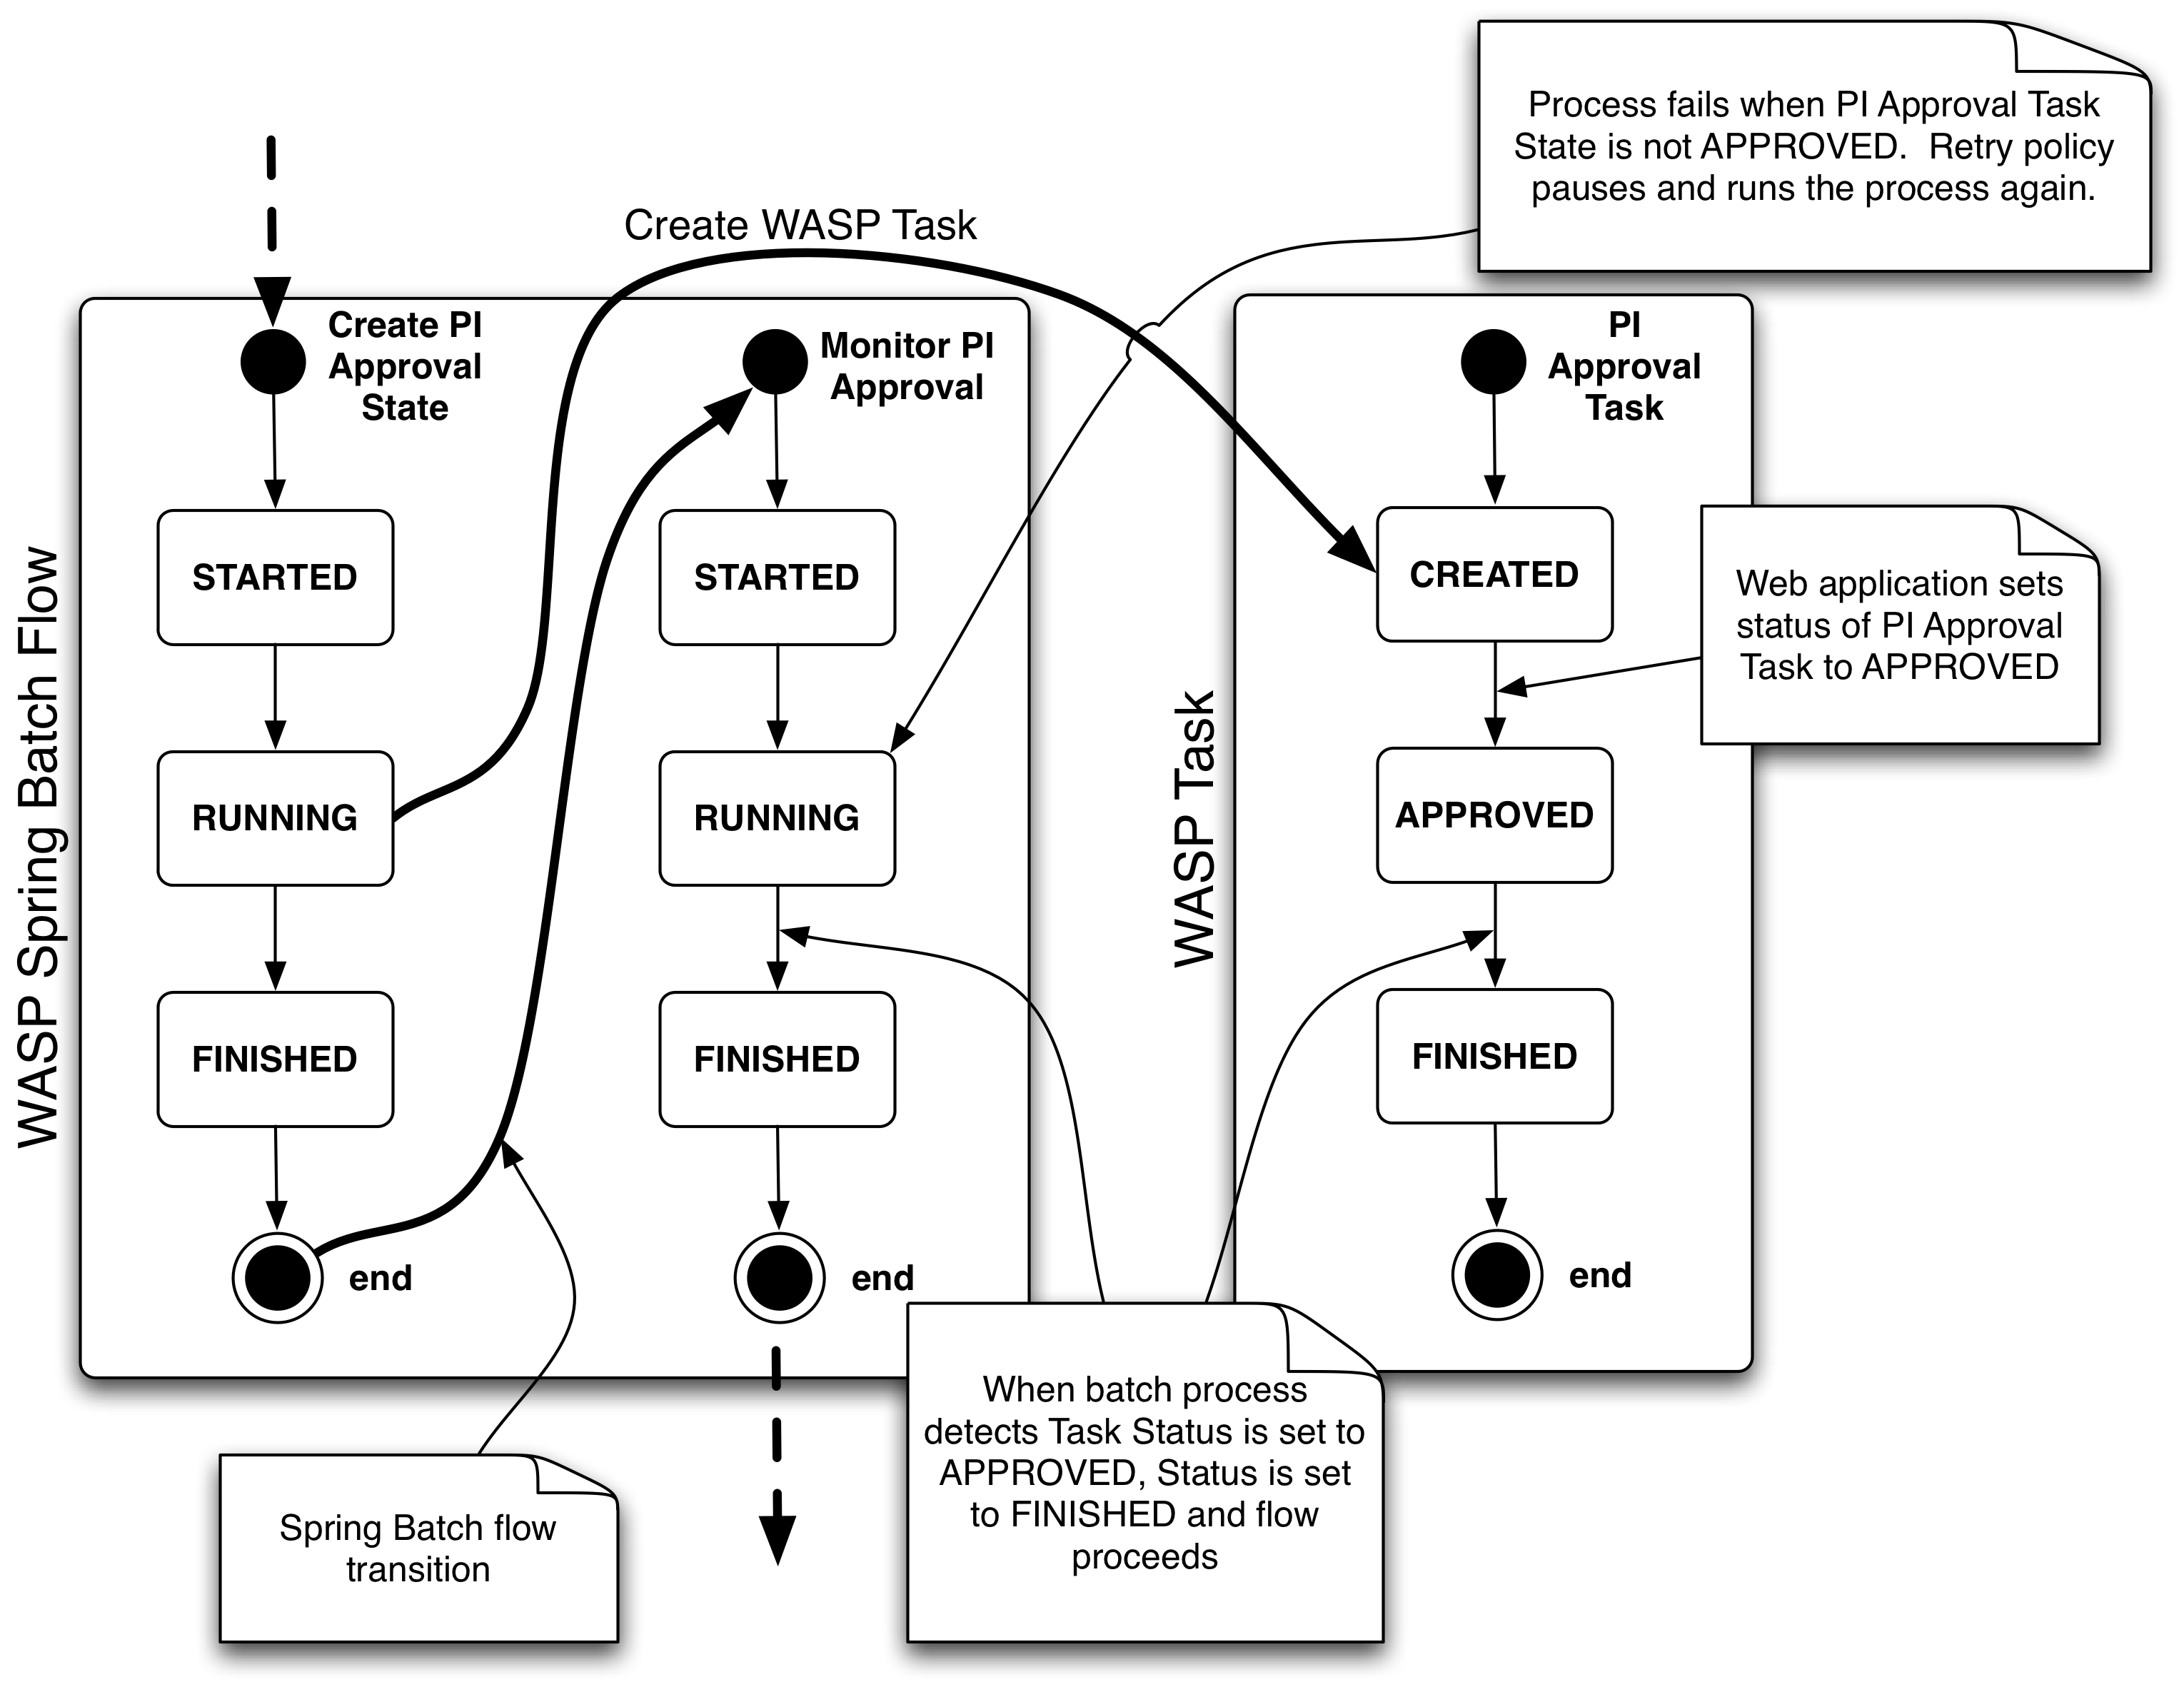 Process fails when PI Approval Task
State is not APPROVED.  Retry policy
pauses and runs the process again.
Create WASP Task
WASP Spring Batch Flow
Create PI
Approval
State
STARTED
RUNNING
FINISHED
end
Monitor PI
Approval
STARTED
RUNNING
FINISHED
end
WASP Task
PI
Approval
Task
CREATED
APPROVED
FINISHED
end
Web application sets
status of PI Approval
Task to APPROVED
When batch process
detects Task Status is set to
APPROVED, Status is set
to FINISHED and flow
proceeds
Spring Batch flow
transition